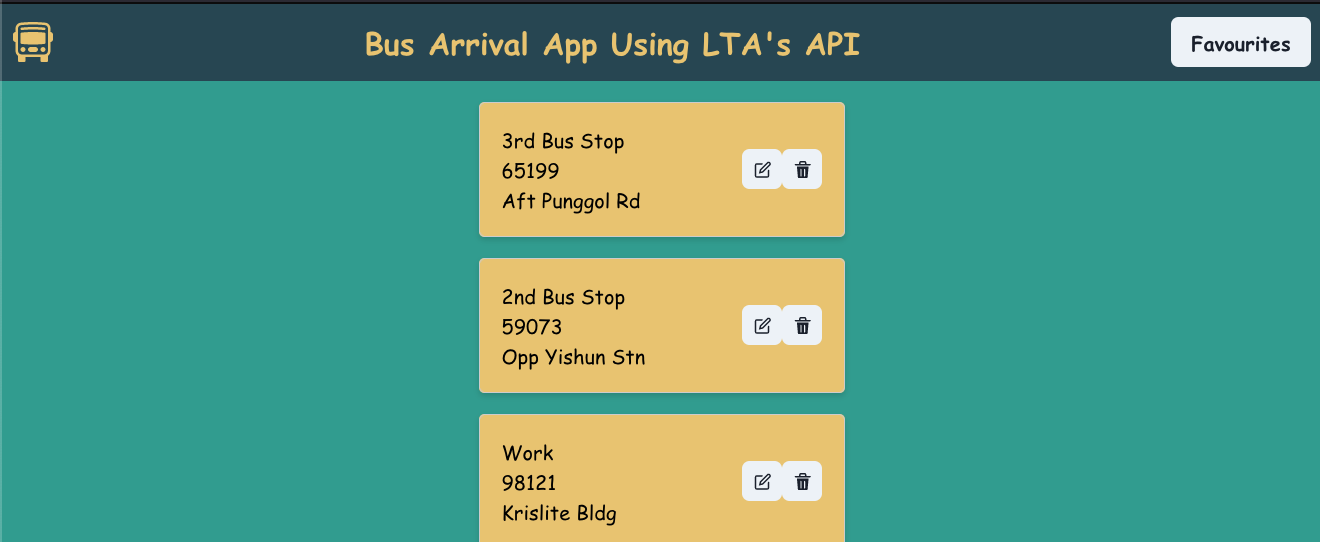 Bus Arrival App Using LTA's API
Favourites
3rd Bus Stop
65199
Aft Punggol Rd
2nd Bus Stop
59073
Opp Yishun Stn
Work
98121
Krislite Bldg